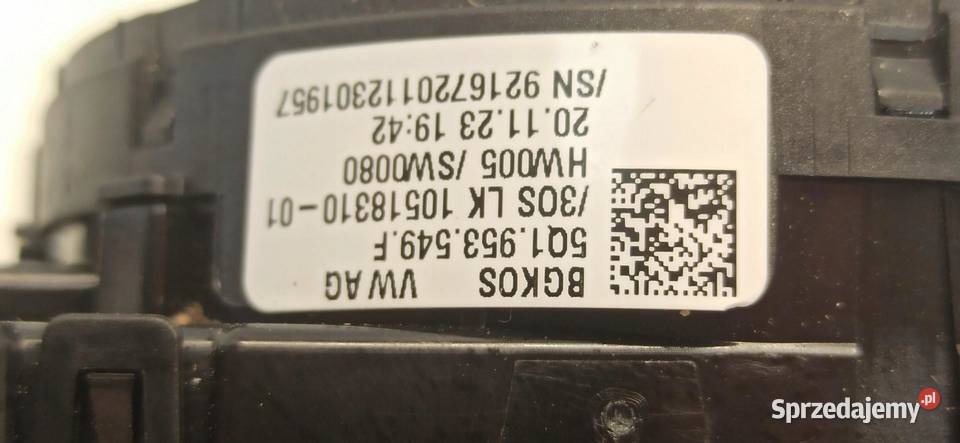 BGKOS VW AG
5Q1.953.549.F
/3OS LK 10518310-01
HW005 /SW0080
20.11.23 19:42
/SN 9216720112301957
Sprzedajemy.pl